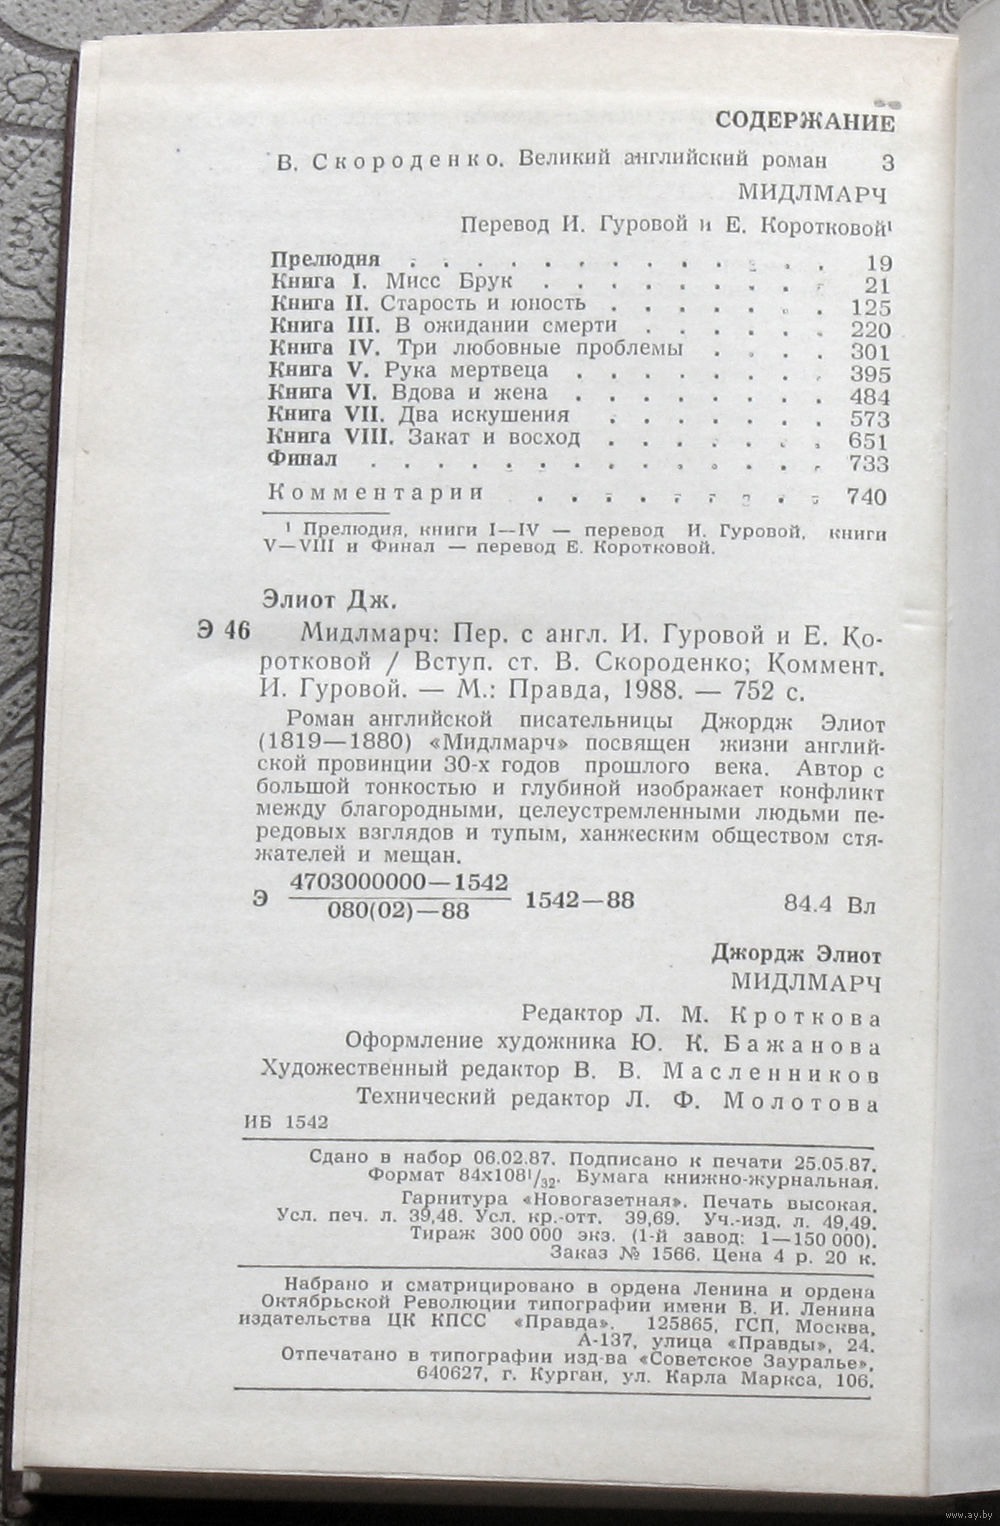 СОДЕРЖАНИЕ
В. Скороденко. Великий английский роман 3
МИДЛМАРЧ
Перевод И. Гуровой и Е. Коротковой¹
Прелюдия . . . . . . . . . . . . . 19
Книга I. Мисс Брук . . . . . . . . . 21
Книга II. Старость и юность . . . . . . . 125
Книга III. В ожидании смерти . . . . . . 220
Книга IV. Три любовные проблемы . . . . 301
Книга V. Рука мертвеца . . . . . . . . 395
Книга VI. Вдова и жена . . . . . . . . 484
Книга VII. Два искушения . . . . . . . 573
Книга VIII. Закат и восход . . . . . . . 651
Финал . . . . . . . . . . . . . . 733
Комментарии . . . . . . . . . 740
¹ Прелюдия, книги I—IV — перевод И. Гуровой, книги
V—VIII и Финал — перевод Е. Коротковой.
Элиот Дж.
Э 46 Мидлмарч: Пер. с англ. И. Гуровой и Е. Ко-
ротковой / Вступ. ст. В. Скороденко; Коммент.
И. Гуровой. — М.: Правда, 1988. — 752 с.
Роман английской писательницы Джордж Элиот
(1819—1880) «Мидлмарч» посвящен жизни англий-
ской провинции 30-х годов прошлого века. Автор с
большой тонкостью и глубиной изображает конфликт
между благородными, целеустремленными людьми пе-
редовых взглядов и тупым, ханжеским обществом стя-
жателей и мещан.
Э 4703000000—1542
080(02)—88 1542—88 84.4 Вл
Джордж Элиот
МИДЛМАРЧ
Редактор Л. М. Кроткова
Оформление художника Ю. К. Бажанова
Художественный редактор В. В. Масленников
Технический редактор Л. Ф. Молотова
ИБ 1542
Сдано в набор 06.02.87. Подписано к печати 25.05.87.
Формат 84х108¹/₃₂. Бумага книжно-журнальная.
Гарнитура «Новогазетная». Печать высокая.
Усл. печ. л. 39,48. Усл. кр.-отт. 39,69. Уч.-изд. л. 49,49.
Тираж 300 000 экз. (1-й завод: 1—150 000).
Заказ № 1566. Цена 4 р. 20 к.
Набрано и сматрицировано в ордена Ленина и ордена
Октябрьской Революции типографии имени В. И. Ленина
издательства ЦК КПСС «Правда». 125865, ГСП, Москва,
А-137, улица «Правды», 24.
Отпечатано в типографии изд-ва «Советское Зауралье»,
640627, г. Курган, ул. Карла Маркса, 106.
www.ay.by